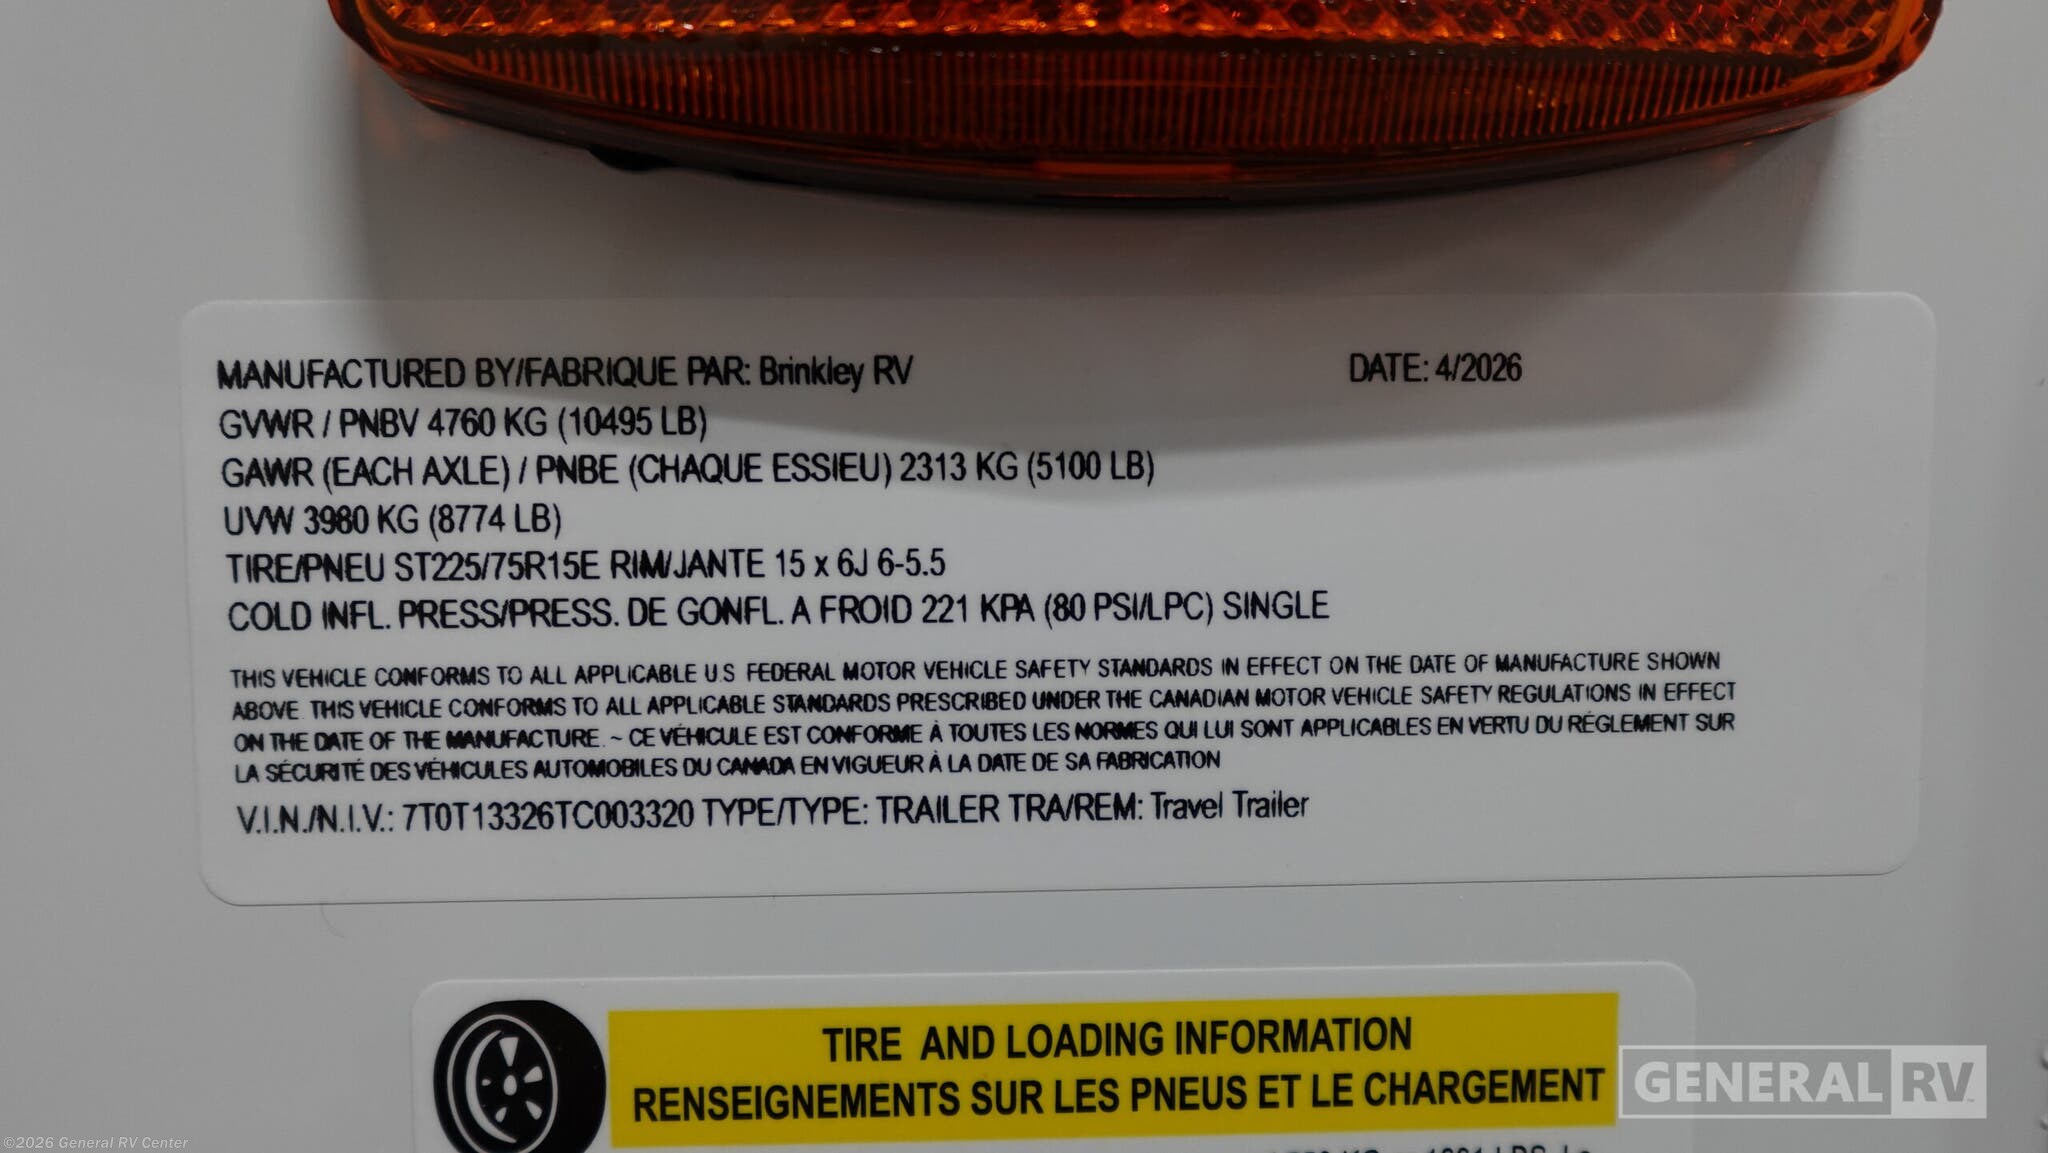 MANUFACTURED BY/FABRIQUE PAR: Brinkley RV DATE: 4/2026
GVWR / PNBV 4760 KG (10495 LB)
GAWR (EACH AXLE) / PNBE (CHAQUE ESSIEU) 2313 KG (5100 LB)
UVW 3980 KG (8774 LB)
TIRE/PNEU ST225/75R15E RIM/JANTE 15 x 6J 6-5.5
COLD INFL. PRESS/PRESS. DE GONFL. A FROID 221 KPA (80 PSI/LPC) SINGLE
THIS VEHICLE CONFORMS TO ALL APPLICABLE U.S FEDERAL MOTOR VEHICLE SAFETY STANDARDS IN EFFECT ON THE DATE OF MANUFACTURE SHOWN
ABOVE. THIS VEHICLE CONFORMS TO ALL APPLICABLE STANDARDS PRESCRIBED UNDER THE CANADIAN MOTOR VEHICLE SAFETY REGULATIONS IN EFFECT
ON THE DATE OF THE MANUFACTURE. ~ CE VÉHICULE EST CONFORME À TOUTES LES NORMES QUI LUI SONT APPLICABLES EN VERTU DU RÉGLEMENT SUR
LA SÉCURITÉ DES VÉHICULES AUTOMOBILES DU CANADA EN VIGUEUR À LA DATE DE SA FABRICATION
V.I.N./N.I.V.: 7T0T13326TC003320 TYPE/TYPE: TRAILER TRA/REM: Travel Trailer
TIRE AND LOADING INFORMATION
RENSEIGNEMENTS SUR LES PNEUS ET LE CHARGEMENT
GENERAL RV
©2026 General RV Center